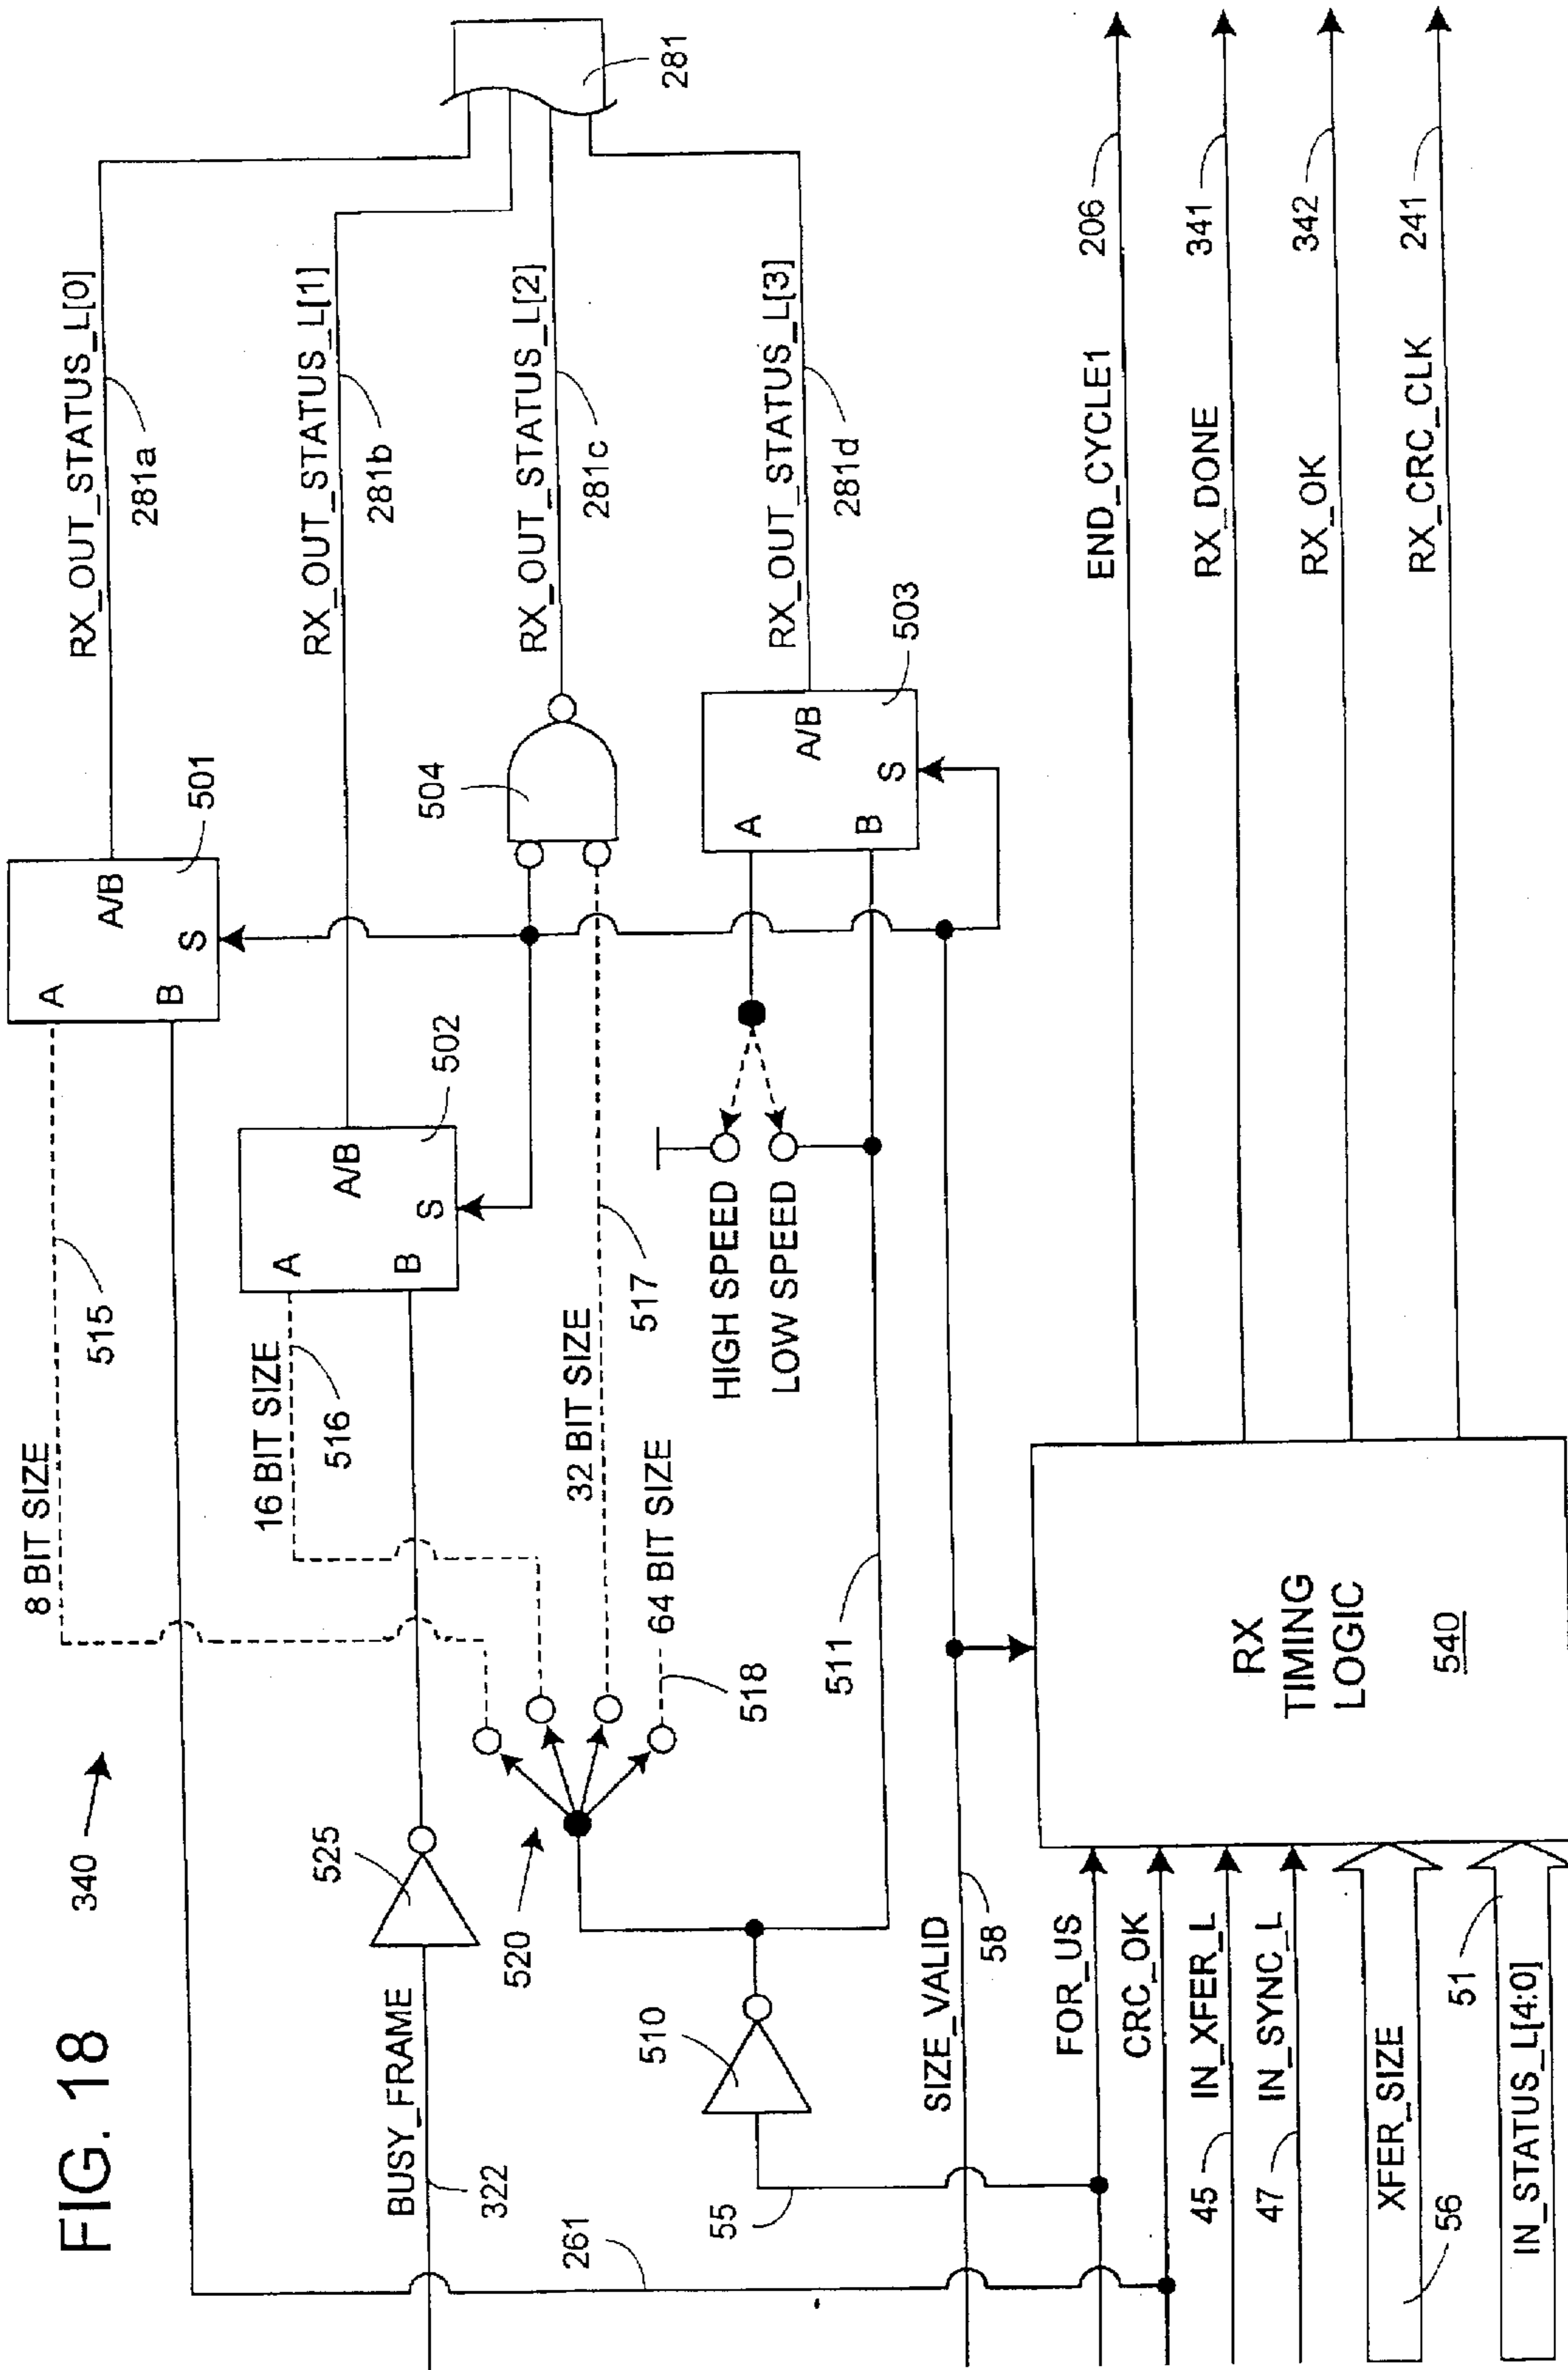 FIG. 18
340
8 BIT SIZE
515
A
A/B
B
S
501
RX_OUT_STATUS_L[0]
281a
16 BIT SIZE
516
A
A/B
B
S
502
RX_OUT_STATUS_L[1]
281b
BUSY_FRAME
322
525
261
520
32 BIT SIZE
517
504
RX_OUT_STATUS_L[2]
281c
281
64 BIT SIZE
518
HIGH SPEED
LOW SPEED
A
A/B
B
S
503
RX_OUT_STATUS_L[3]
281d
510
55
511
SIZE_VALID
58
FOR_US
CRC_OK
45
IN_XFER_L
47
IN_SYNC_L
XFER_SIZE
56
51
IN_STATUS_L[4:0]
RX
TIMING
LOGIC
540
END_CYCLE1
206
RX_DONE
341
RX_OK
342
RX_CRC_CLK
241